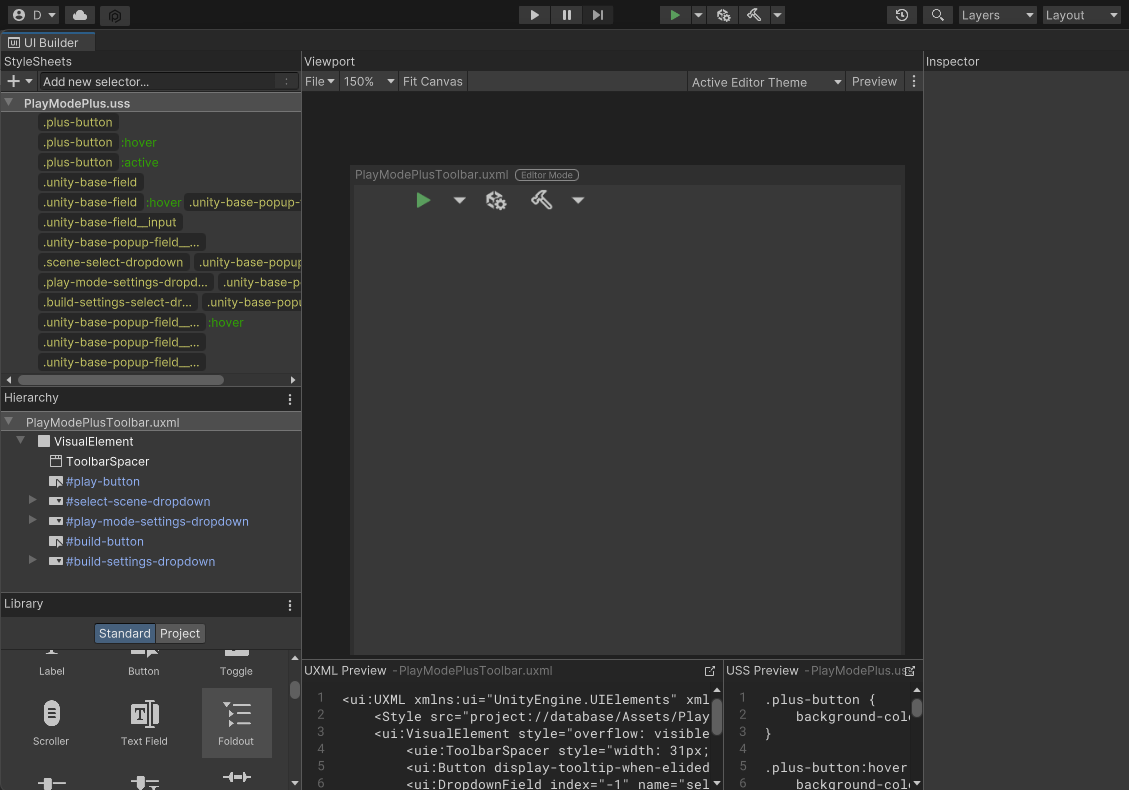 D
Layers
Layout
UI Builder
StyleSheets
Add new selector...
PlayModePlus.uss
.plus-button
.plus-button :hover
.plus-button :active
.unity-base-field
.unity-base-field :hover .unity-base-popup-
.unity-base-field__input
.unity-base-popup-field__...
.scene-select-dropdown .unity-base-popup
.play-mode-settings-dropd... .unity-base-p
.build-settings-select-dr... .unity-base-popu
.unity-base-popup-field__... :hover
.unity-base-popup-field__...
.unity-base-popup-field__...
Hierarchy
PlayModePlusToolbar.uxml
VisualElement
ToolbarSpacer
#play-button
#select-scene-dropdown
#play-mode-settings-dropdown
#build-button
#build-settings-dropdown
Library
Standard Project
Label Button Toggle
Scroller Text Field Foldout
Viewport
File 150% Fit Canvas Active Editor Theme Preview
PlayModePlusToolbar.uxml Editor Mode
UXML Preview - PlayModePlusToolbar.uxml
1 <ui:UXML xmlns:ui="UnityEngine.UIElements" xml
2 <Style src="project://database/Assets/Play
3 <ui:VisualElement style="overflow: visible
4 <uie:ToolbarSpacer style="width: 31px;
5 <ui:Button display-tooltip-when-elided
6 <ui:DropdownField index="-1" name="sel
USS Preview - PlayModePlus.us
1 .plus-button {
2 background-colo
3 }
4
5 .plus-button:hover
6 background-colo
Inspector